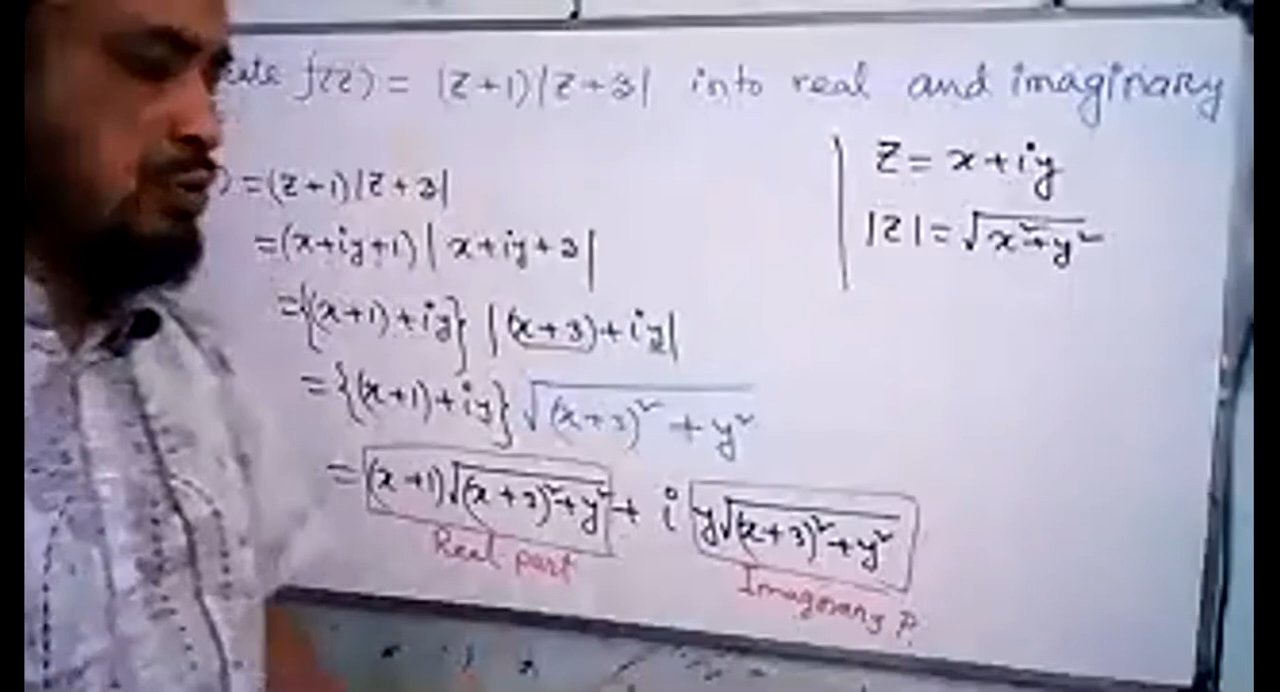 f(z) = (z+1)|z+3| into real and imaginary
z = x+iy
|z| = √x²+y²
) = (z+1)|z+3|
= (x+iy+1)|x+iy+3|
= {(x+1)+iy} |(x+3)+iy|
= {(x+1)+iy} √(x+3)²+y²
= (x+1)√(x+3)²+y² + i y√(x+3)²+y²
Real part
Imaginary P.